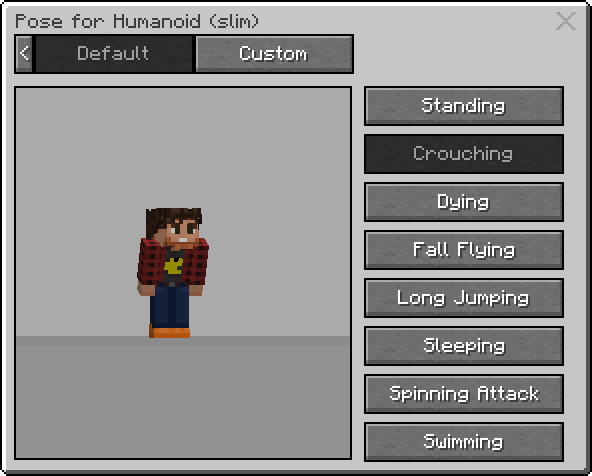 Pose for Humanoid (slim)
< Default Custom
Standing
Crouching
Dying
Fall Flying
Long Jumping
Sleeping
Spinning Attack
Swimming